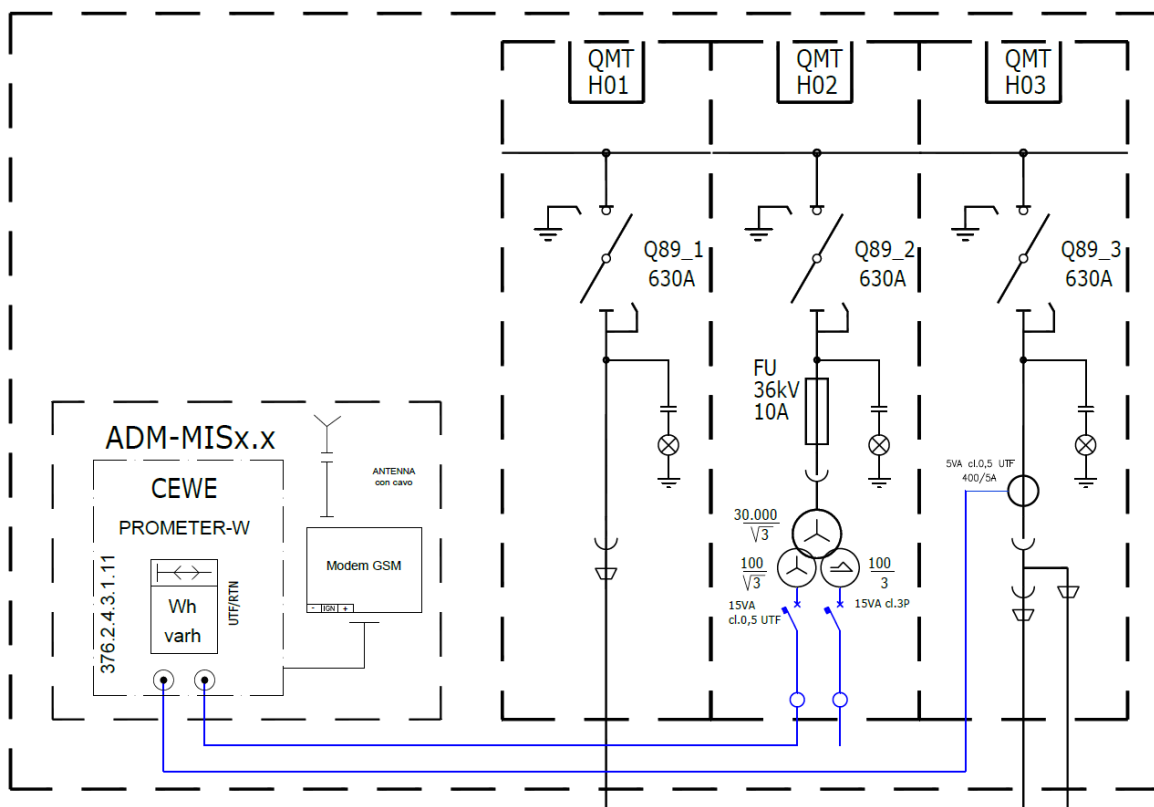 QMT
H01
QMT
H02
QMT
H03
Q89_1
630A
Q89_2
630A
Q89_3
630A
FU
36kV
10A
5VA cl.0,5 UTF
400/5A
30.000
√3
100
√3
100
3
15VA
cl.0,5 UTF
15VA cl.3P
ADM-MISx.x
CEWE
PROMETER-W
376.2.4.3.1.11
Wh
varh
UTF/RTN
ANTENNA
con cavo
Modem GSM
- IGN +